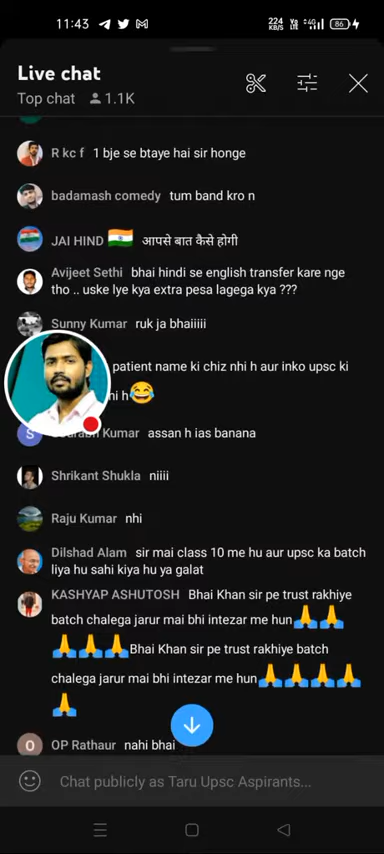 11:43
224 KB/S Vo LTE 4G 86
Live chat
Top chat 1.1K
R kc f 1 bje se btaye hai sir honge
badamash comedy tum band kro n
JAI HIND 🇮🇳 आपसे बात कैसे होगी
Avijeet Sethi bhai hindi se english transfer kare nge
tho .. uske lye kya extra pesa lagega kya ???
Sunny Kumar ruk ja bhaiiiii
patient name ki chiz nhi h aur inko upsc ki
ni h😂
S Kumar assan h ias banana
Shrikant Shukla niiii
Raju Kumar nhi
Dilshad Alam sir mai class 10 me hu aur upsc ka batch
liya hu sahi kiya hu ya galat
KASHYAP ASHUTOSH Bhai Khan sir pe trust rakhiye
batch chalega jarur mai bhi intezar me hun🙏🙏
🙏🙏🙏Bhai Khan sir pe trust rakhiye batch
chalega jarur mai bhi intezar me hun🙏🙏🙏🙏
🙏
O OP Rathaur nahi bhai
Chat publicly as Taru Upsc Aspirants...